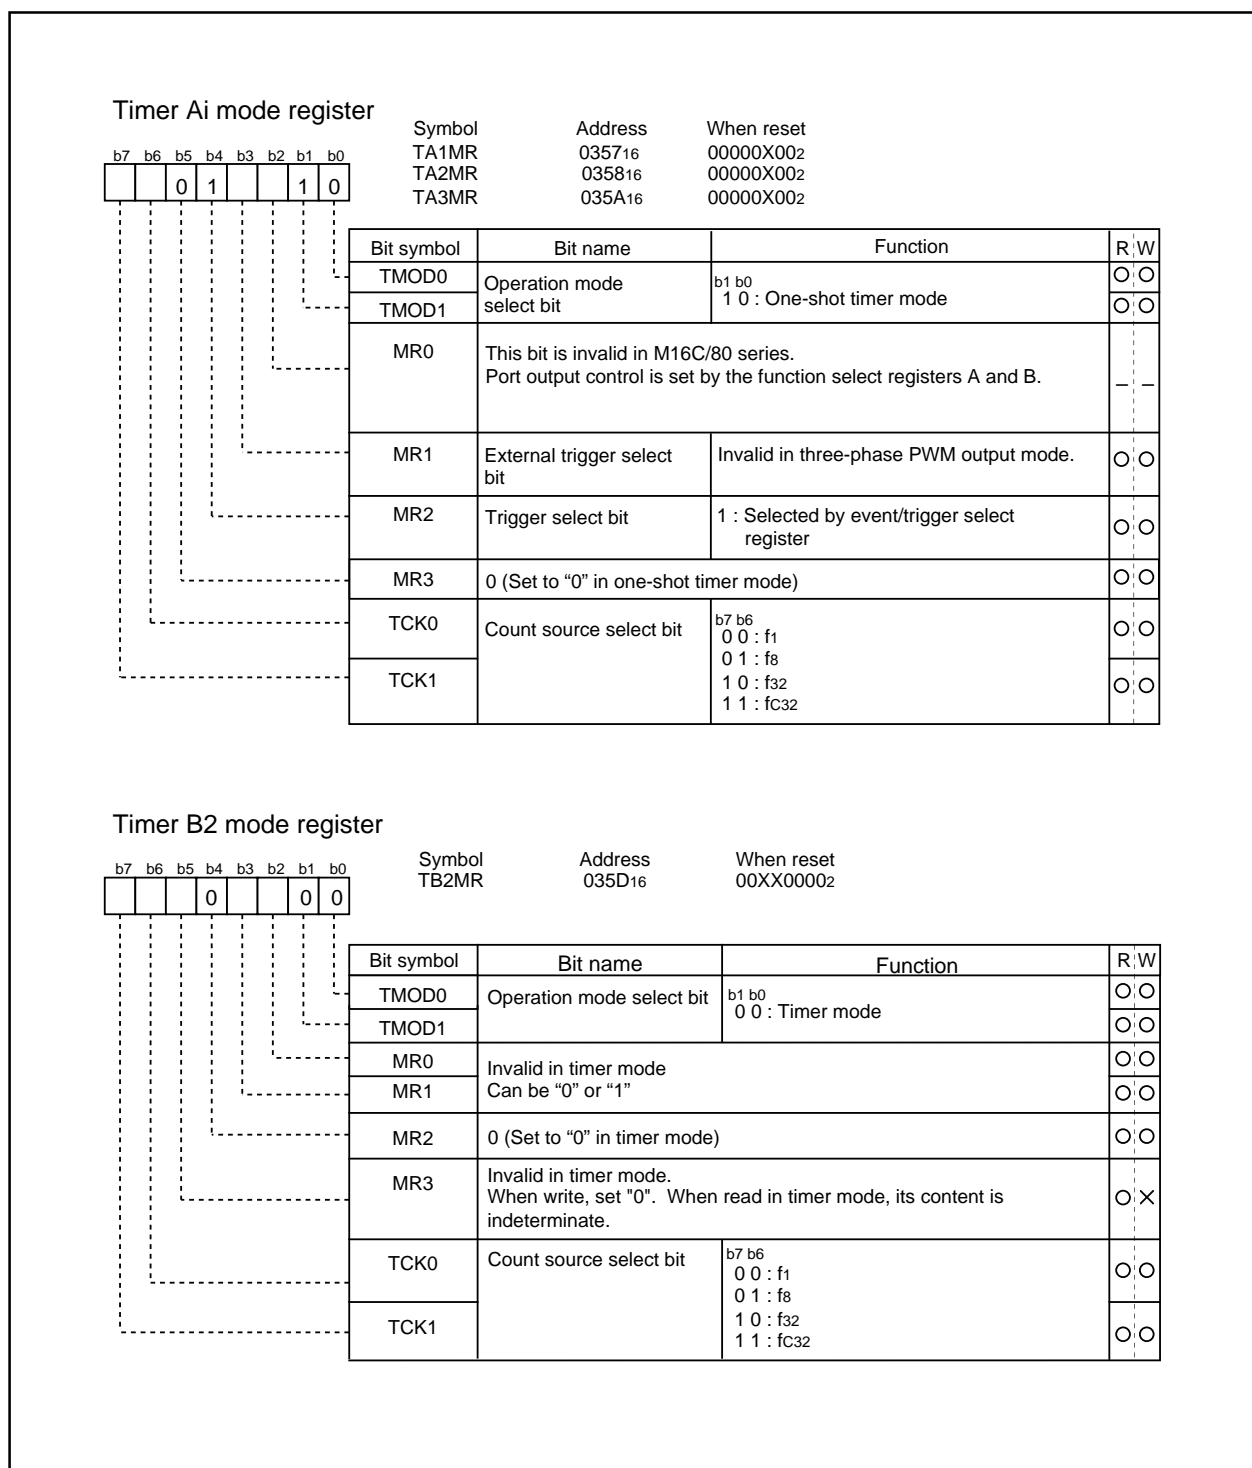 Timer Ai mode register
Symbol Address When reset
TA1MR 035716 00000X002
TA2MR 035816 00000X002
TA3MR 035A16 00000X002
b7 b6 b5 b4 b3 b2 b1 b0
0 1 1 0
Bit symbol Bit name Function R W
TMOD0 Operation mode select bit b1 b0
TMOD1 1 0 : One-shot timer mode
MR0 This bit is invalid in M16C/80 series.
Port output control is set by the function select registers A and B.
– –
MR1 External trigger select bit Invalid in three-phase PWM output mode.
MR2 Trigger select bit 1 : Selected by event/trigger select
register
MR3 0 (Set to “0” in one-shot timer mode)
TCK0 Count source select bit b7 b6
0 0 : f1
0 1 : f8
TCK1 1 0 : f32
1 1 : fC32
Timer B2 mode register
Symbol Address When reset
TB2MR 035D16 00XX00002
b7 b6 b5 b4 b3 b2 b1 b0
0 0 0
Bit symbol Bit name Function R W
TMOD0 Operation mode select bit b1 b0
0 0 : Timer mode
TMOD1
MR0 Invalid in timer mode
MR1 Can be “0” or “1”
MR2 0 (Set to “0” in timer mode)
MR3 Invalid in timer mode.
When write, set "0". When read in timer mode, its content is
indeterminate.
TCK0 Count source select bit b7 b6
0 0 : f1
0 1 : f8
TCK1 1 0 : f32
1 1 : fC32